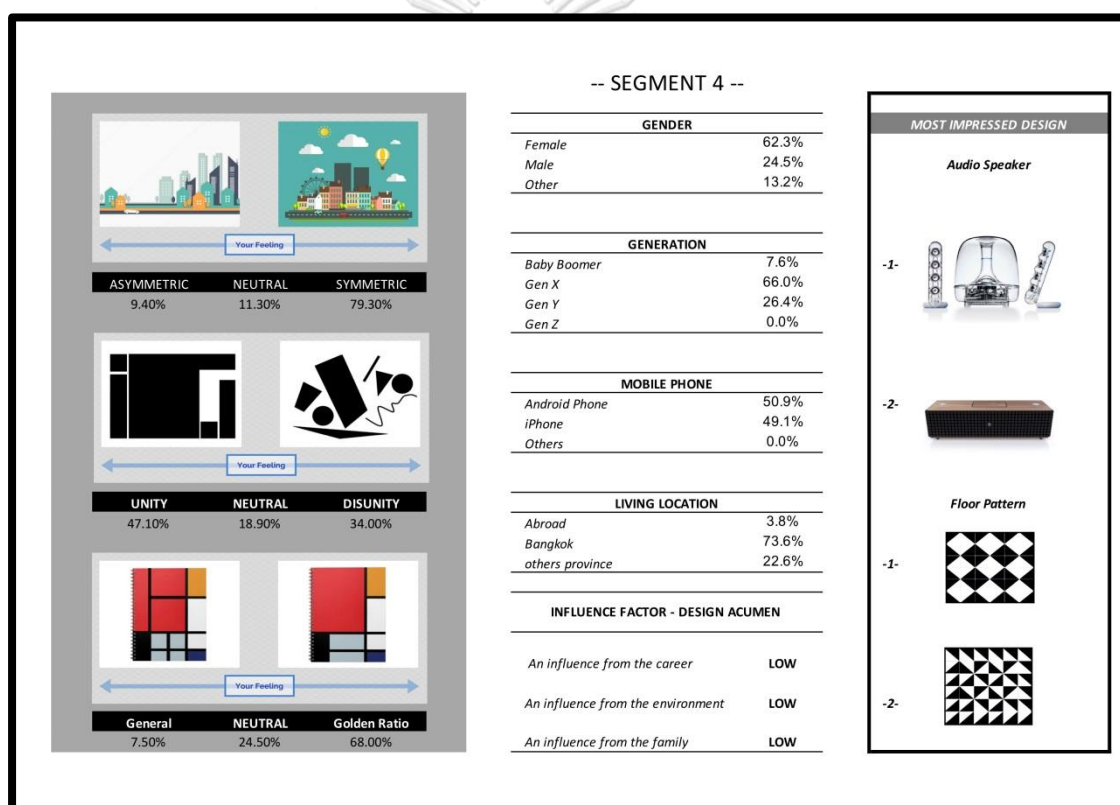 -- SEGMENT 4 --
Your Feeling
ASYMMETRIC NEUTRAL SYMMETRIC
9.40% 11.30% 79.30%
Your Feeling
UNITY NEUTRAL DISUNITY
47.10% 18.90% 34.00%
Your Feeling
General NEUTRAL Golden Ratio
7.50% 24.50% 68.00%
GENDER
Female 62.3%
Male 24.5%
Other 13.2%
GENERATION
Baby Boomer 7.6%
Gen X 66.0%
Gen Y 26.4%
Gen Z 0.0%
MOBILE PHONE
Android Phone 50.9%
iPhone 49.1%
Others 0.0%
LIVING LOCATION
Abroad 3.8%
Bangkok 73.6%
others province 22.6%
INFLUENCE FACTOR - DESIGN ACUMEN
An influence from the career LOW
An influence from the environment LOW
An influence from the family LOW
MOST IMPRESSED DESIGN
Audio Speaker
-1-
-2-
Floor Pattern
-1-
-2-